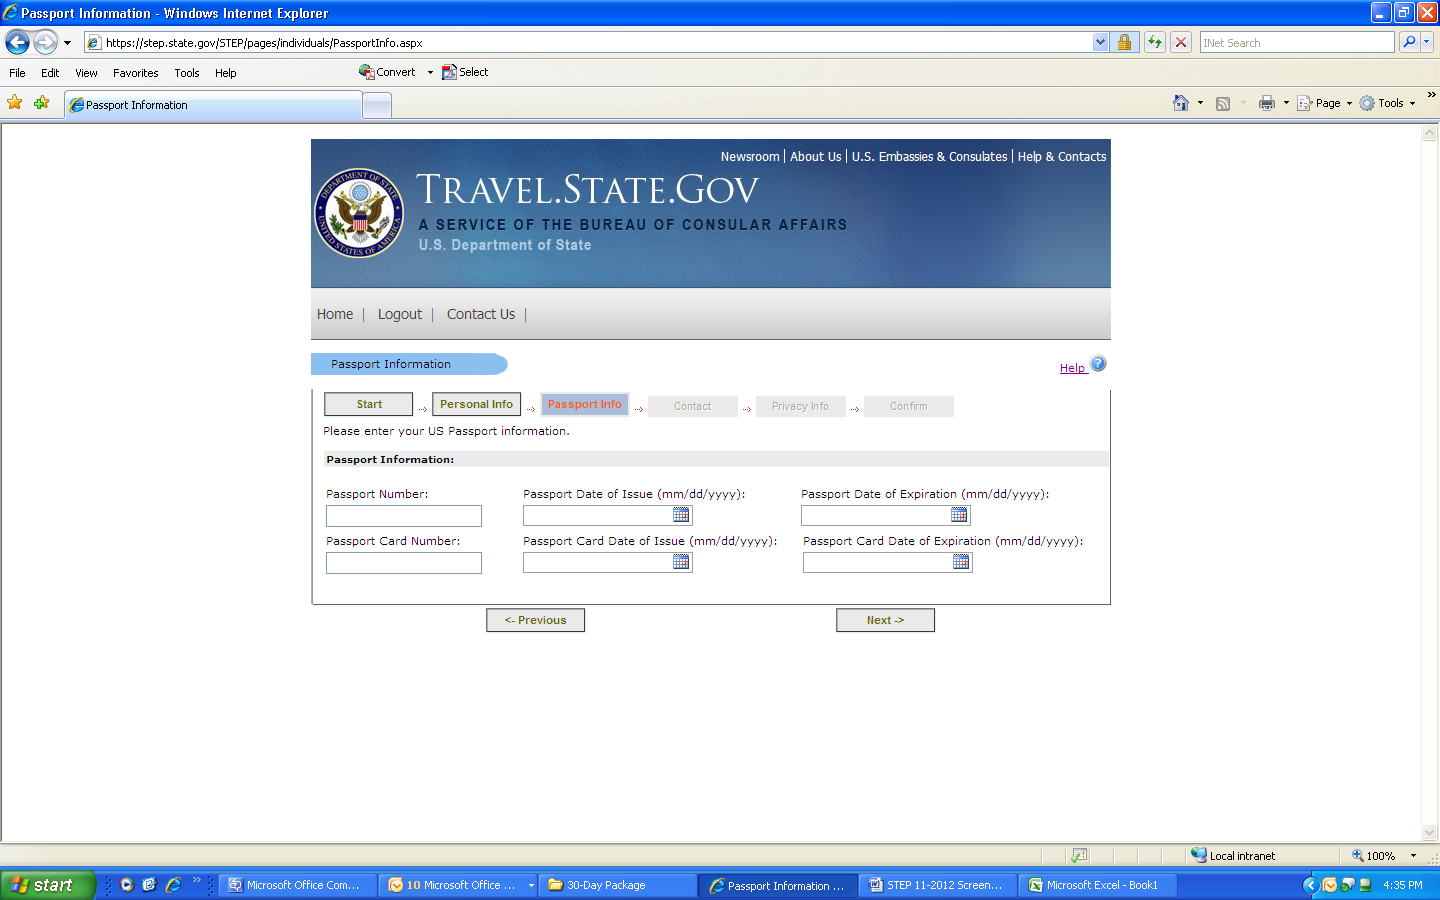 Passport Information - Windows Internet Explorer
https://step.state.gov/STEP/pages/individuals/PassportInfo.aspx
INet Search
File Edit View Favorites Tools Help
Convert Select
Passport Information
Page Tools
Newsroom | About Us | U.S. Embassies & Consulates | Help & Contacts
DEPARTMENT OF STATE
UNITED STATES OF AMERICA
TRAVEL.STATE.GOV
A SERVICE OF THE BUREAU OF CONSULAR AFFAIRS
U.S. Department of State
Home | Logout | Contact Us |
Passport Information
Help
Start Personal Info Passport Info Contact Privacy Info Confirm
Please enter your US Passport information.
Passport Information:
Passport Number: Passport Date of Issue (mm/dd/yyyy): Passport Date of Expiration (mm/dd/yyyy):
Passport Card Number: Passport Card Date of Issue (mm/dd/yyyy): Passport Card Date of Expiration (mm/dd/yyyy):
<- Previous Next ->
Local intranet 100%
start Microsoft Office Com... 10 Microsoft Office ... 30-Day Package Passport Information ... STEP 11-2012 Screen... Microsoft Excel - Book1 4:35 PM